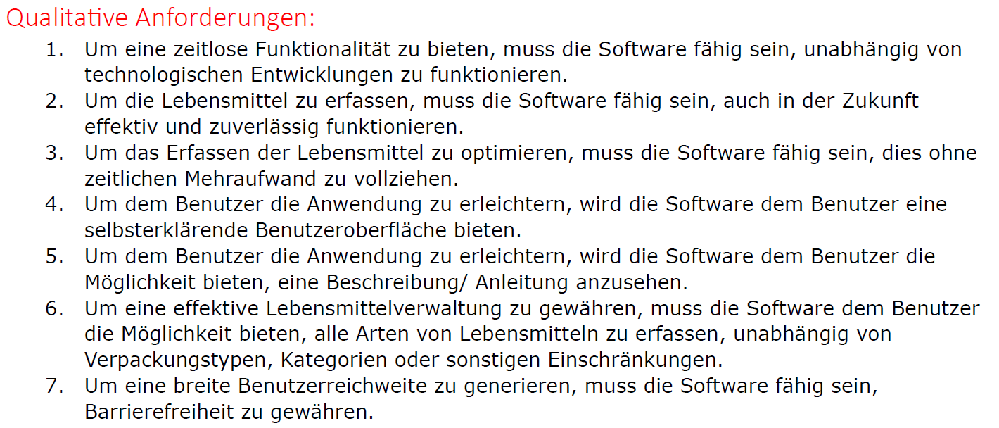 Qualitative Anforderungen:
1. Um eine zeitlose Funktionalität zu bieten, muss die Software fähig sein, unabhängig von
technologischen Entwicklungen zu funktionieren.
2. Um die Lebensmittel zu erfassen, muss die Software fähig sein, auch in der Zukunft
effektiv und zuverlässig funktionieren.
3. Um das Erfassen der Lebensmittel zu optimieren, muss die Software fähig sein, dies ohne
zeitlichen Mehraufwand zu vollziehen.
4. Um dem Benutzer die Anwendung zu erleichtern, wird die Software dem Benutzer eine
selbsterklärende Benutzeroberfläche bieten.
5. Um dem Benutzer die Anwendung zu erleichtern, wird die Software dem Benutzer die
Möglichkeit bieten, eine Beschreibung/ Anleitung anzusehen.
6. Um eine effektive Lebensmittelverwaltung zu gewähren, muss die Software dem Benutzer
die Möglichkeit bieten, alle Arten von Lebensmitteln zu erfassen, unabhängig von
Verpackungstypen, Kategorien oder sonstigen Einschränkungen.
7. Um eine breite Benutzerreichweite zu generieren, muss die Software fähig sein,
Barrierefreiheit zu gewähren.